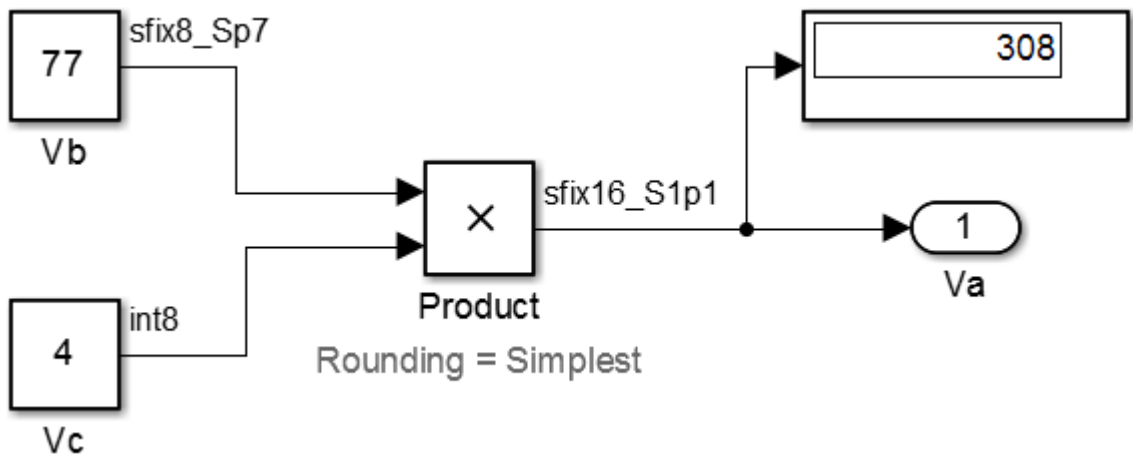 sfix8_Sp7
77
Vb
308
sfix16_S1p1
×
1
Va
Product
int8
4
Rounding = Simplest
Vc